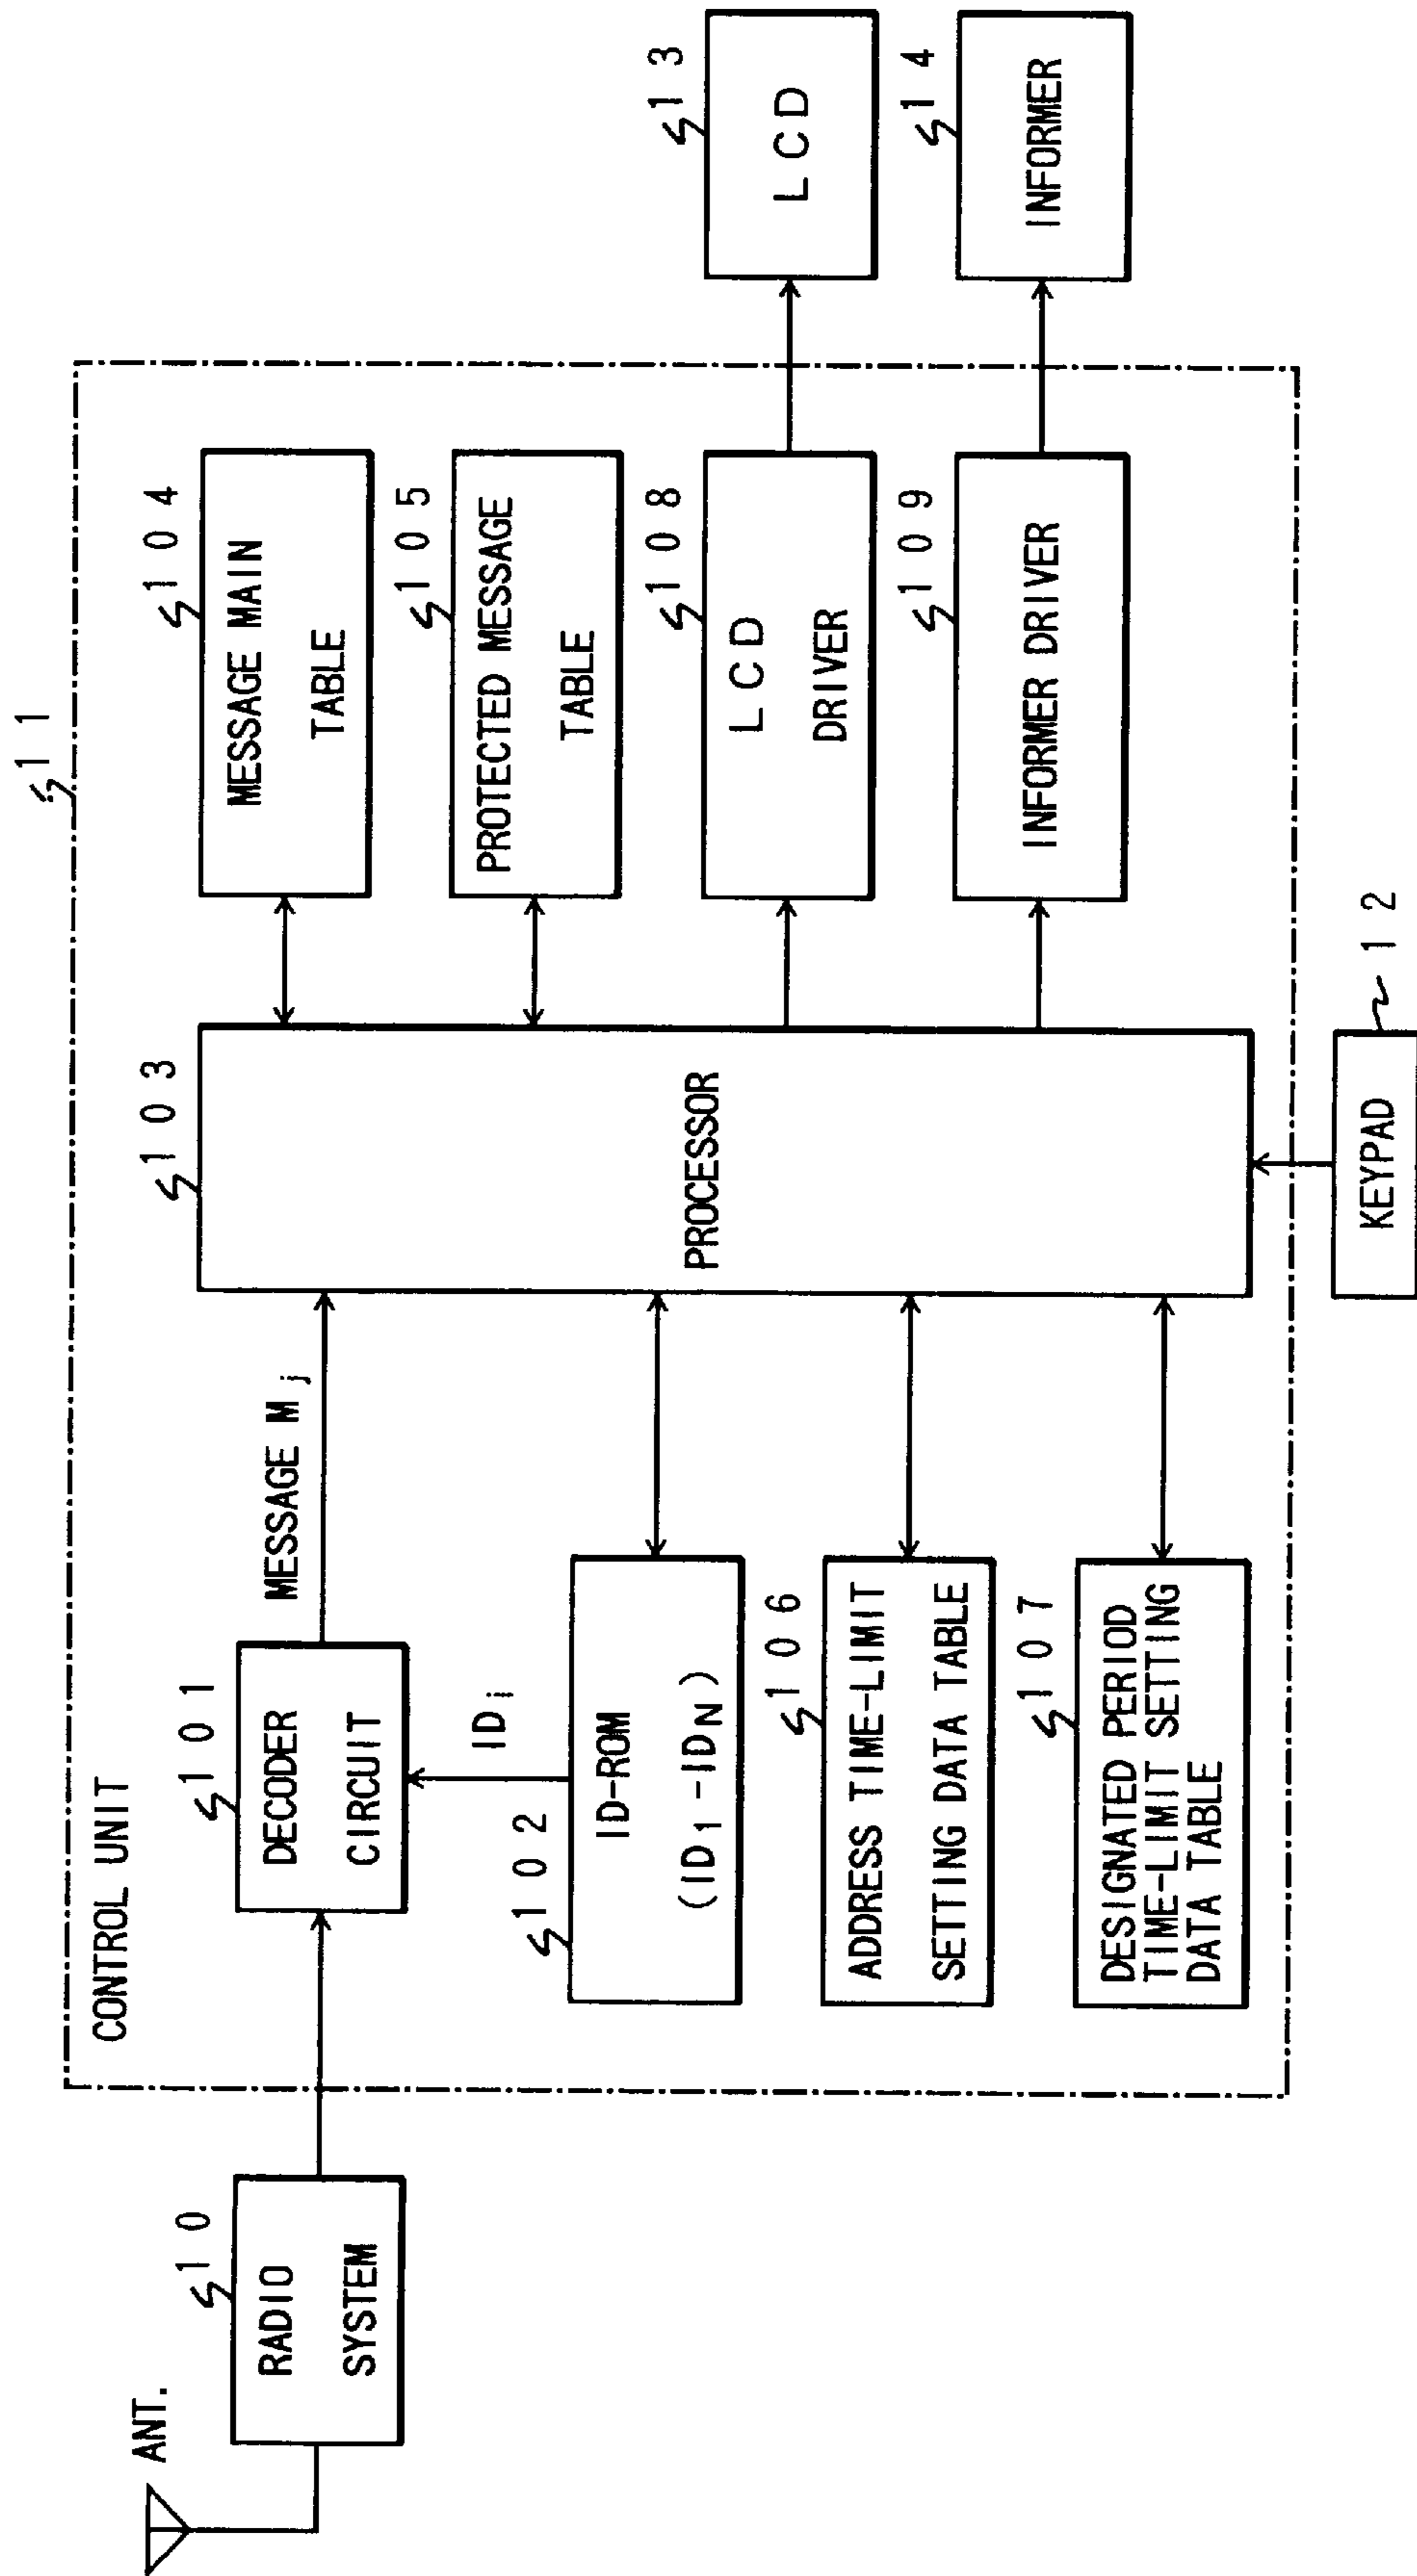 11
CONTROL UNIT
ANT.
10
RADIO
SYSTEM
101
DECODER
CIRCUIT
MESSAGE Mj
IDi
102
ID-ROM
(ID1 -IDN)
106
ADDRESS TIME-LIMIT
SETTING DATA TABLE
107
DESIGNATED PERIOD
TIME-LIMIT SETTING
DATA TABLE
103
PROCESSOR
104
MESSAGE MAIN
TABLE
105
PROTECTED MESSAGE
TABLE
108
LCD
DRIVER
109
INFORMER DRIVER
13
LCD
14
INFORMER
KEYPAD
12